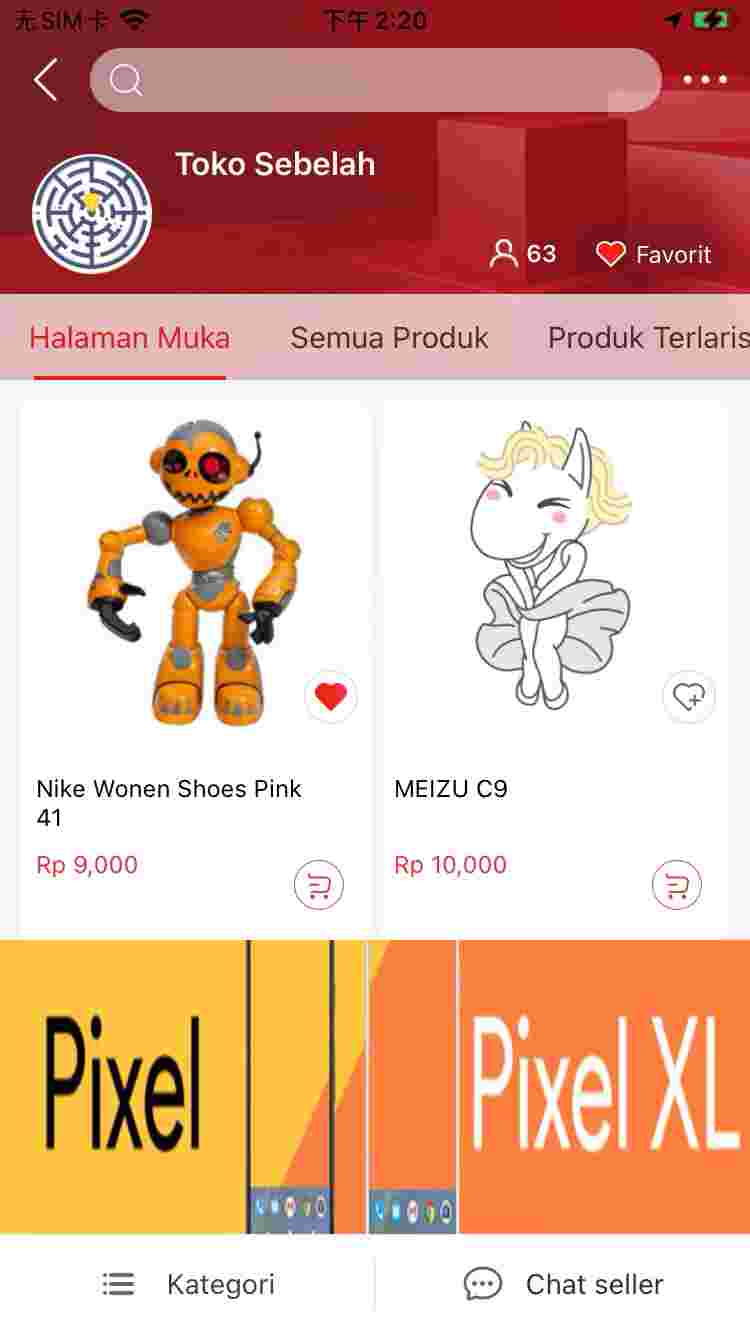 无SIM卡 下午2:20
Toko Sebelah
63 Favorit
Halaman Muka Semua Produk Produk Terlaris
Nike Wonen Shoes Pink
41
MEIZU C9
Rp 9,000
Rp 10,000
Pixel
Pixel XL
Kategori
Chat seller